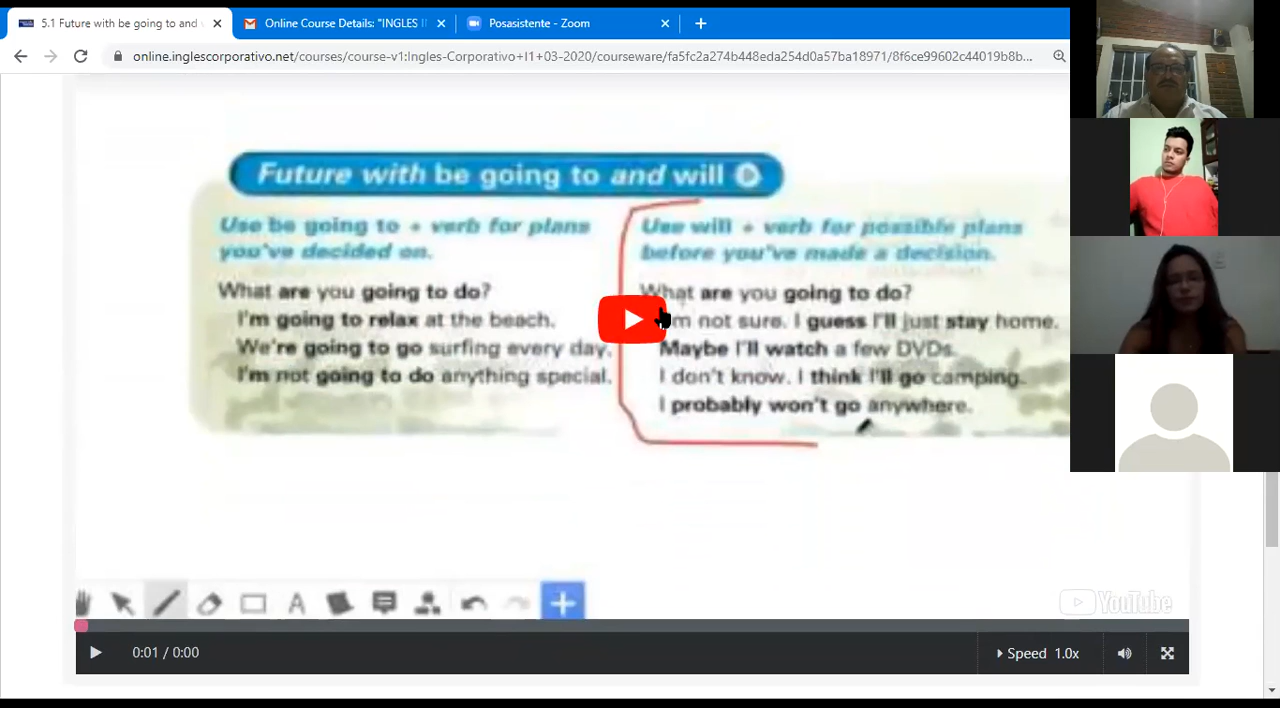 5.1 Future with be going to and
Online Course Details: "INGLES I
Posasistente - Zoom
online.inglescorporativo.net/courses/course-v1:Ingles-Corporativo+I1+03-2020/courseware/fa5fc2a274b448eda254d0a57ba18971/8f6ce99602c44019b8b...
Future with be going to and will
Use be going to + verb for plans
you've decided on.
What are you going to do?
I'm going to relax at the beach.
We're going to go surfing every day.
I'm not going to do anything special.
Use will + verb for possible plans
before you've made a decision.
What are you going to do?
I'm not sure. I guess I'll just stay home.
Maybe I'll watch a few DVDs.
I don't know. I think I'll go camping.
I probably won't go anywhere.
A
YouTube
0:01 / 0:00
Speed 1.0x